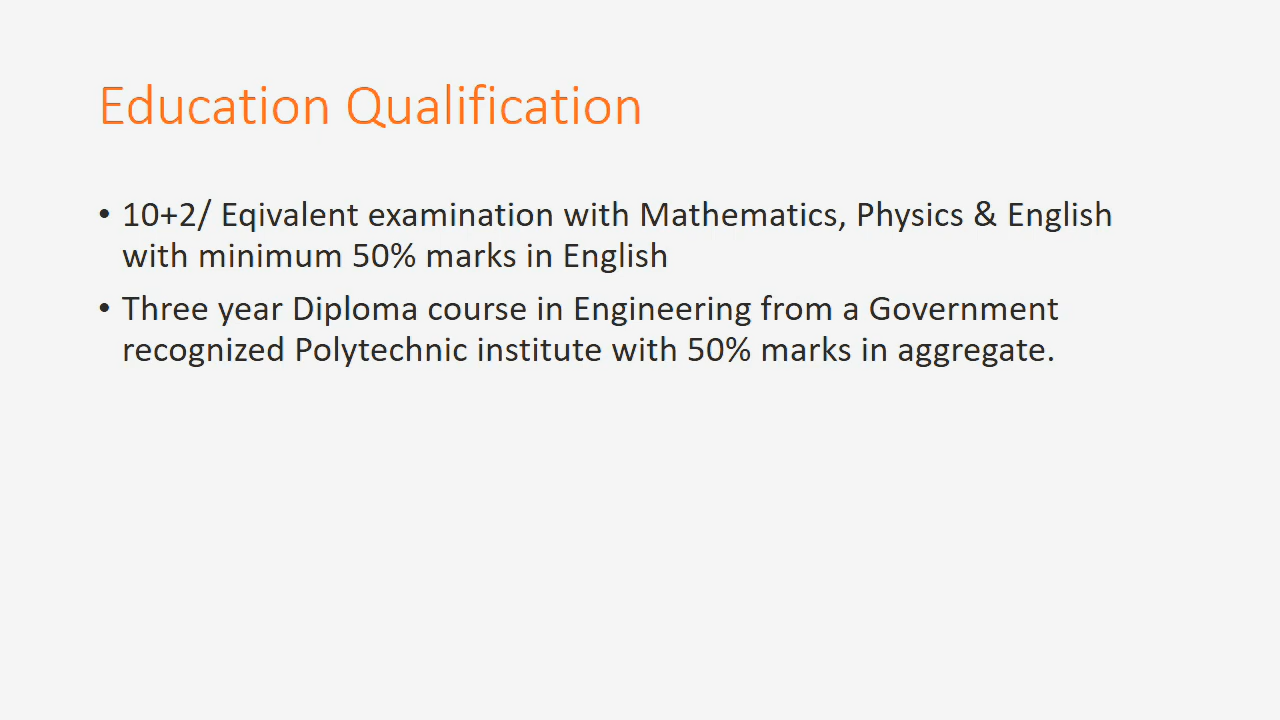 Education Qualification
• 10+2/ Eqivalent examination with Mathematics, Physics & English
with minimum 50% marks in English
• Three year Diploma course in Engineering from a Government
recognized Polytechnic institute with 50% marks in aggregate.